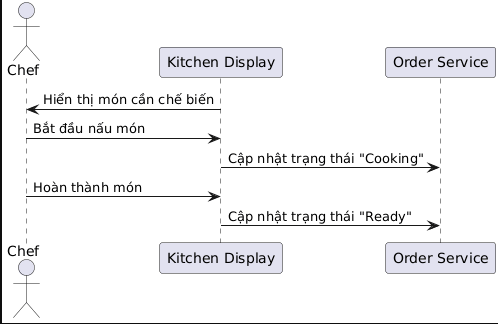 Chef
Kitchen Display
Order Service
Hiển thị món cần chế biến
Bắt đầu nấu món
Cập nhật trạng thái "Cooking"
Hoàn thành món
Cập nhật trạng thái "Ready"
Chef
Kitchen Display
Order Service